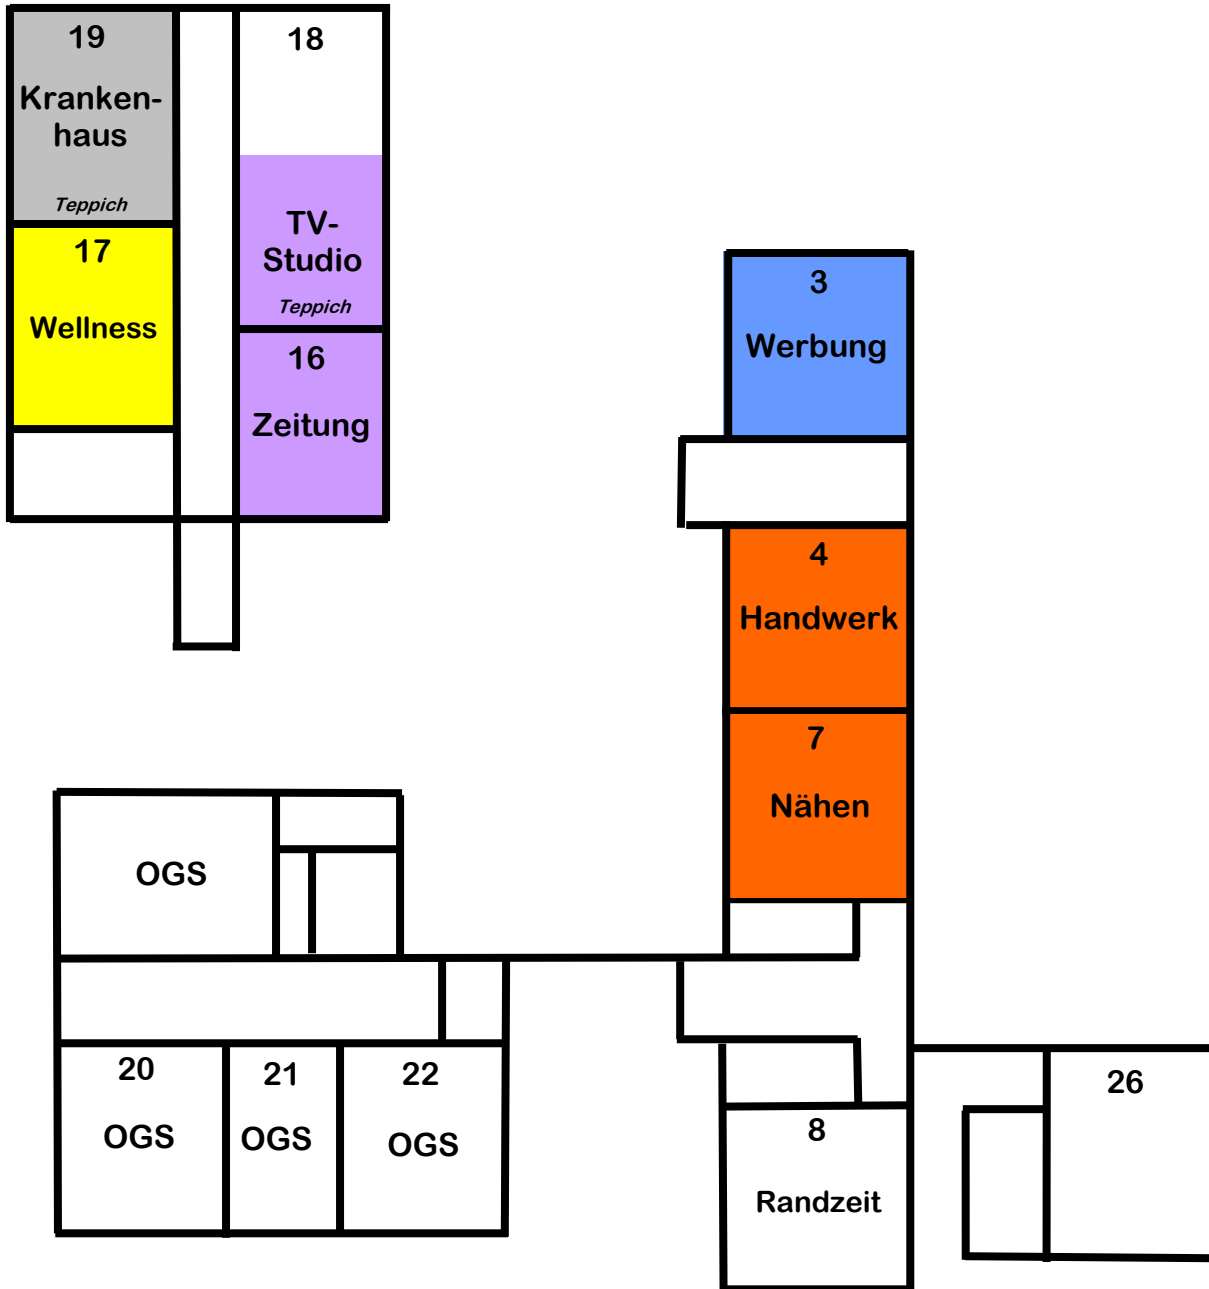 19
Kranken-
haus
Teppich
18
TV-
Studio
Teppich
17
Wellness
16
Zeitung
3
Werbung
4
Handwerk
7
Nähen
OGS
20
OGS
21
OGS
22
OGS
8
Randzeit
26